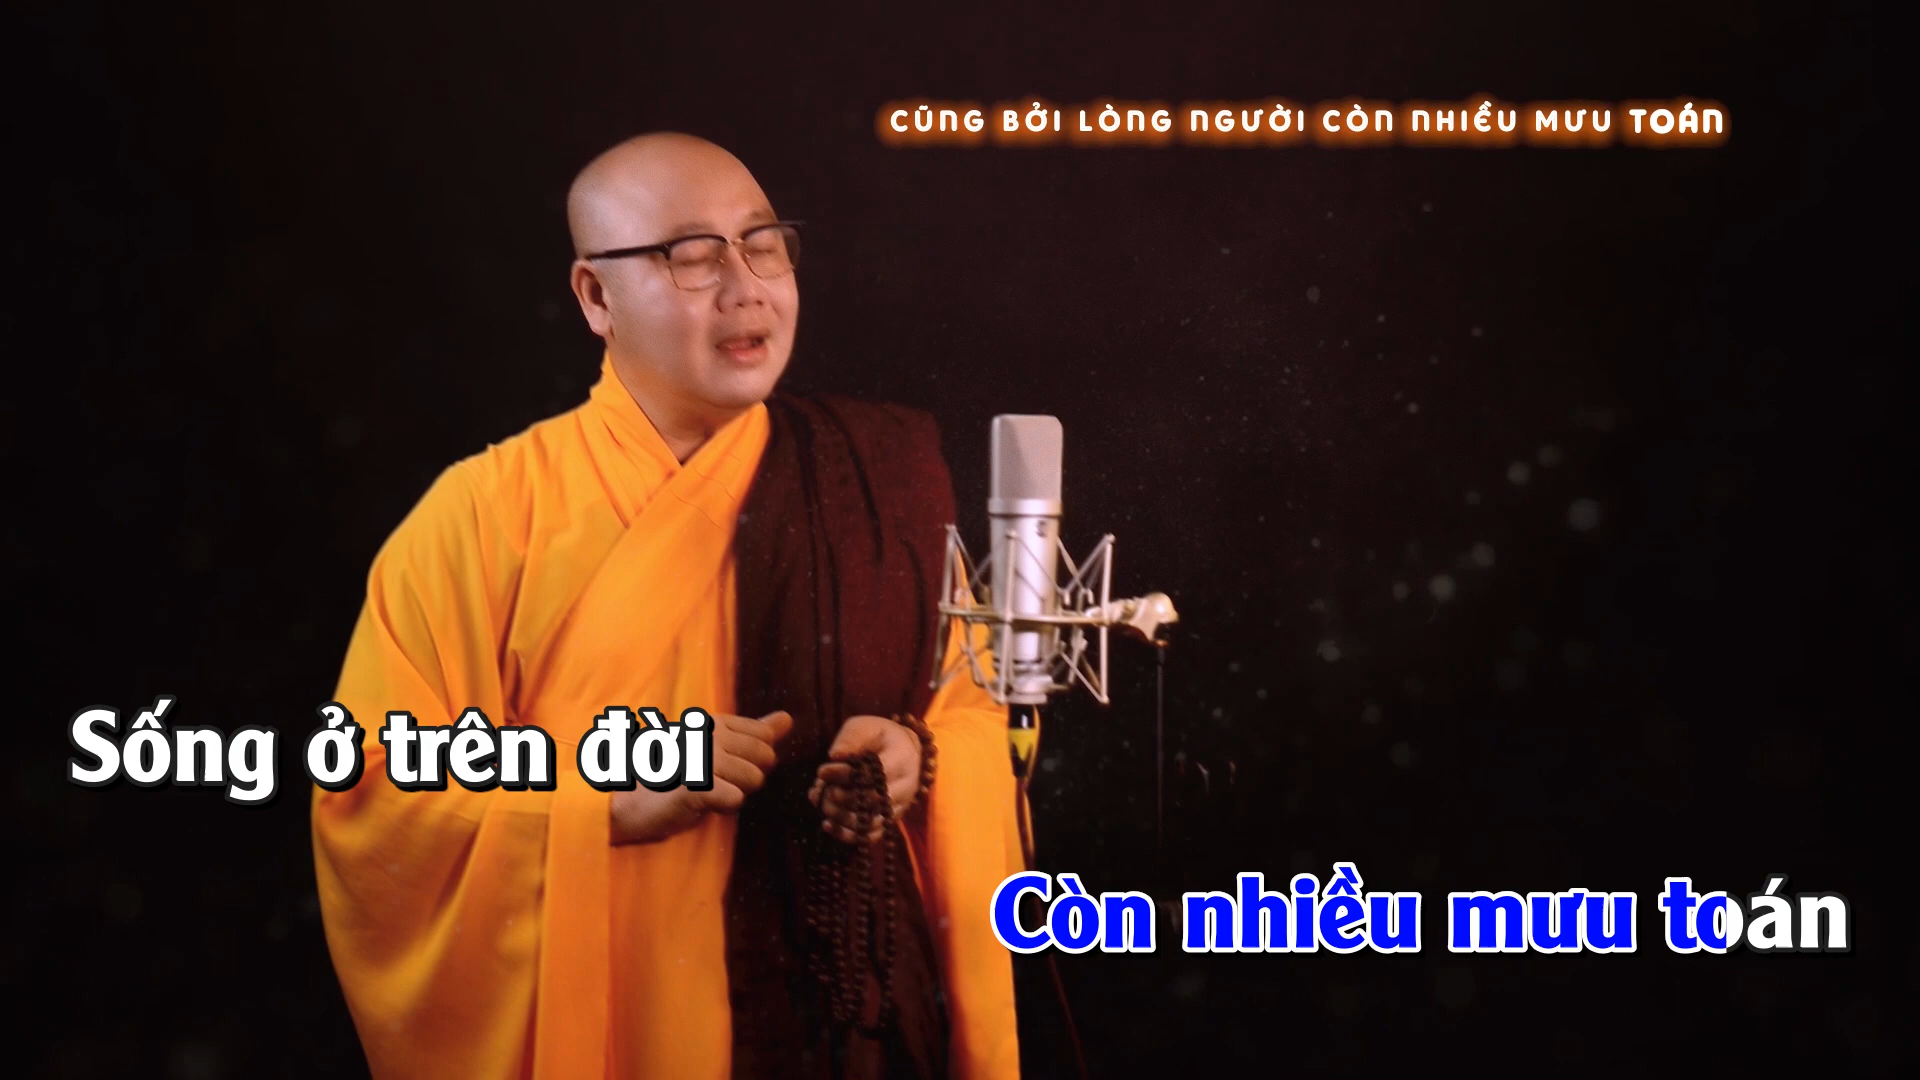 CŨNG BỞI LÒNG NGƯỜI CÒN NHIỀU MƯU TOÁN
Sống ở trên đời
Còn nhiều mưu toán